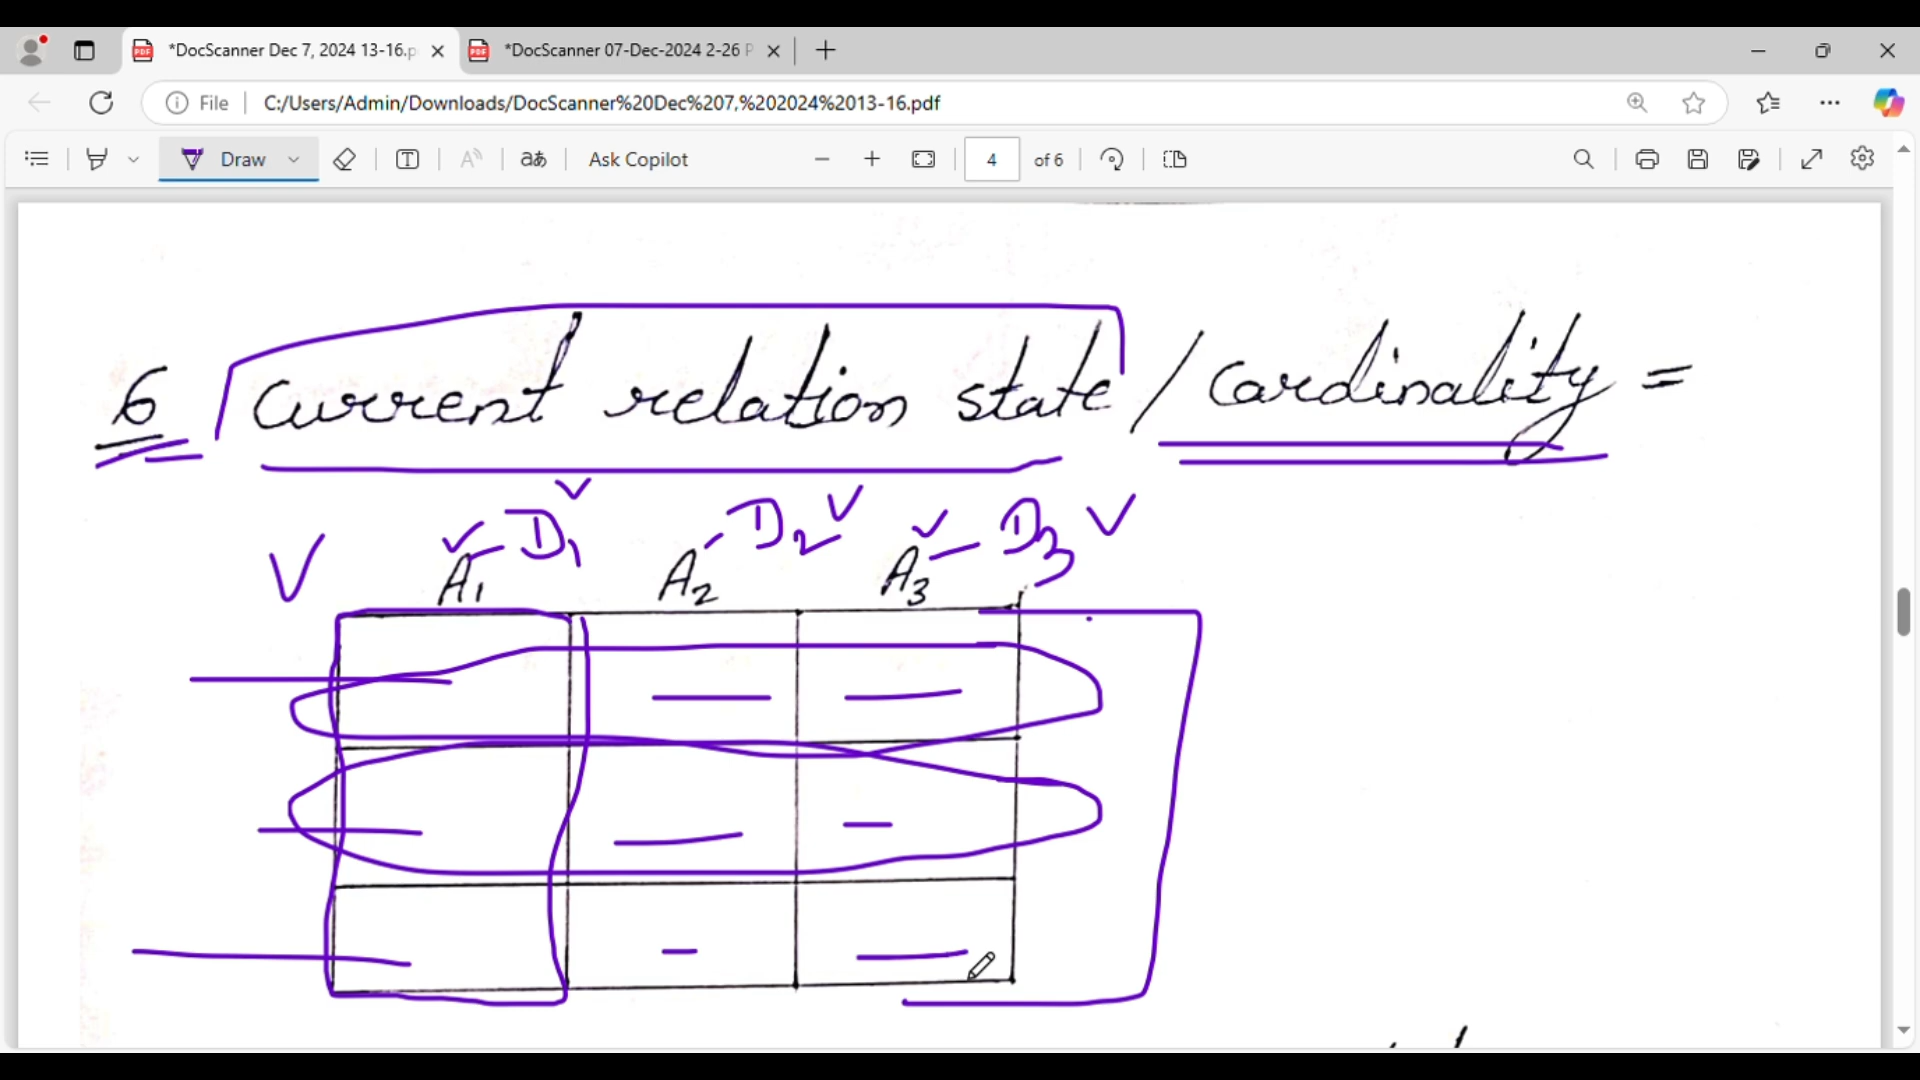 *DocScanner Dec 7, 2024 13-16.p
*DocScanner 07-Dec-2024 2-26 P
File C:/Users/Admin/Downloads/DocScanner%20Dec%207,%202024%2013-16.pdf
Draw aあ Ask Copilot 4 of 6
6 Current relation state / Cardinality =
D1 D2 D3
A1 A2 A3